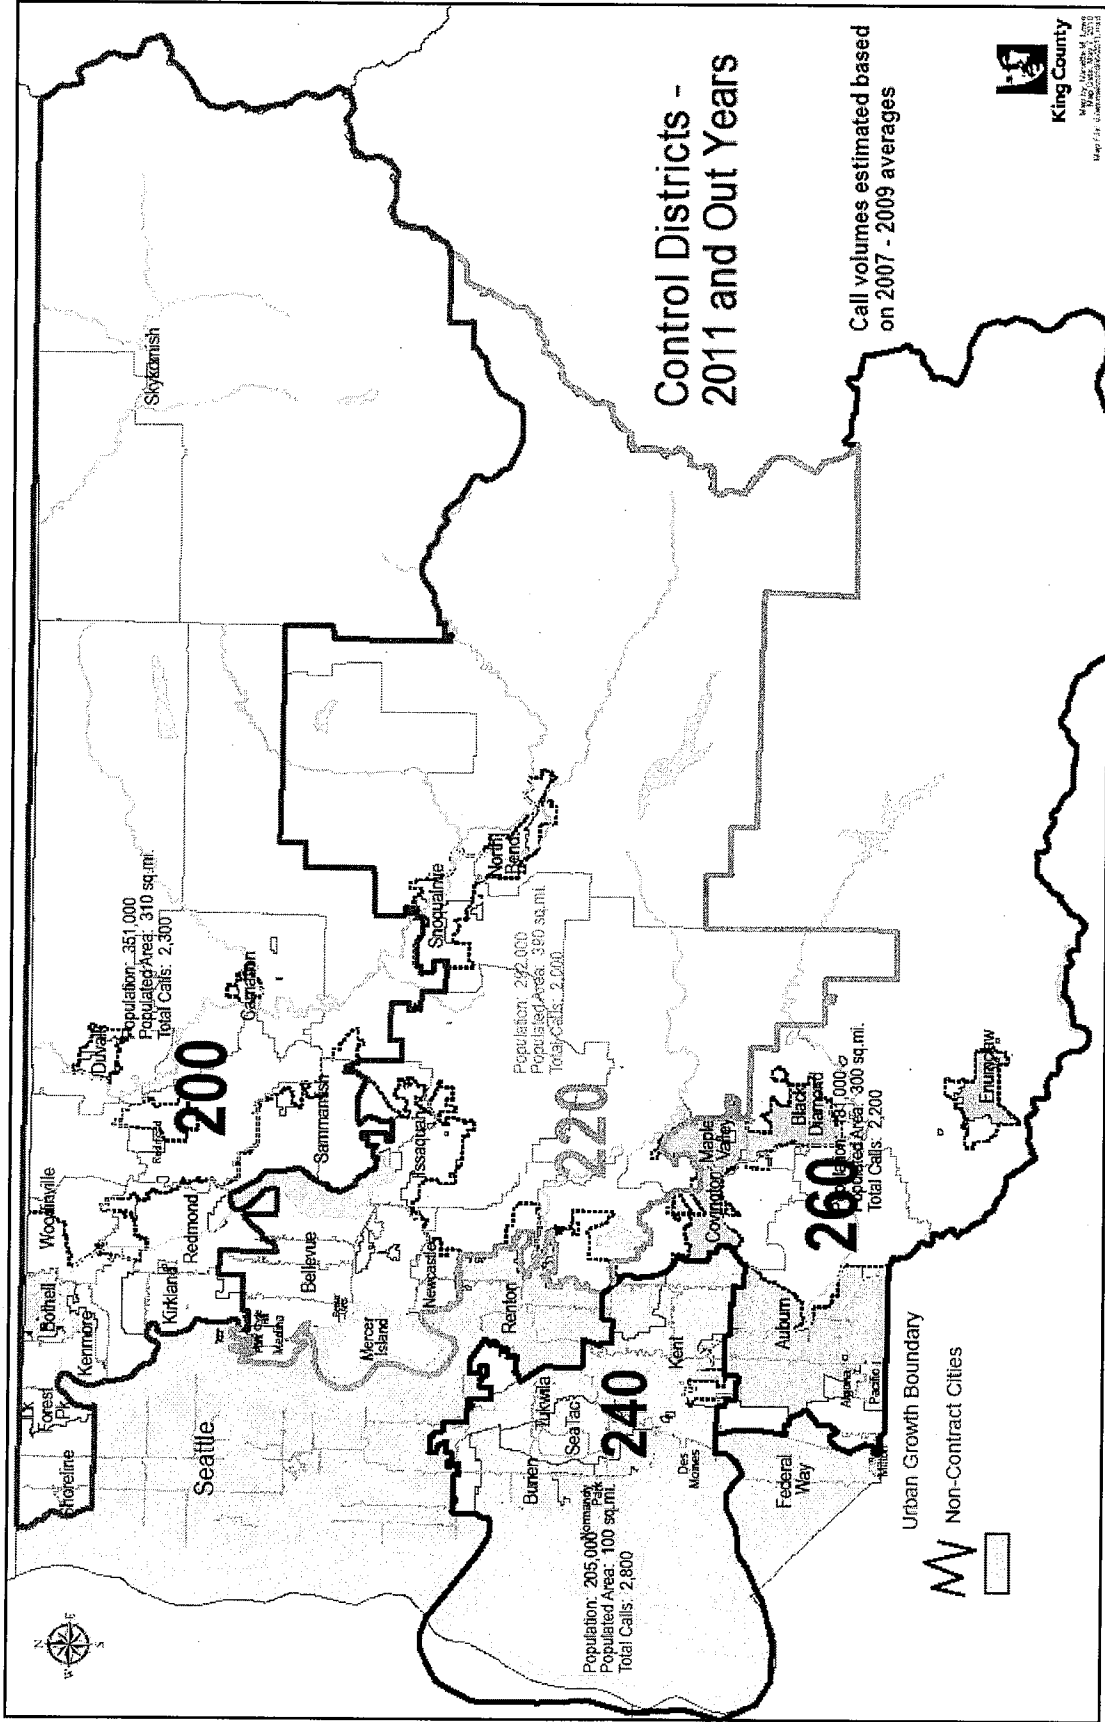 N
W
E
S
Shoreline
Forest
Pk
Bothell
Kenmore
Woodinville
Duvall
Kirkland
Redmond
Population: 351,000
Populated Area: 310 sq.mi.
Total Calls: 2,300
200
Carnation
Skykomish
Seattle
Medina
Bellevue
Sammamish
Mercer
Island
Newcastle
Issaquah
Snoqualmie
North
Bend
Renton
220
Population: 292,000
Populated Area: 380 sq.mi.
Total Calls: 2,000
Burien
Tukwila
SeaTac
Normandy
Park
240
Population: 205,000
Populated Area: 100 sq.mi.
Total Calls: 2,800
Des
Moines
Kent
Covington
Maple
Valley
Black
Diamond
Federal
Way
Auburn
Algona
Pacific
Milton
260
Populated Area: 300 sq.mi.
Total Calls: 2,200
Enumclaw
Control Districts -
2011 and Out Years
Call volumes estimated based
on 2007 - 2009 averages
Urban Growth Boundary
Non-Contract Cities
King County